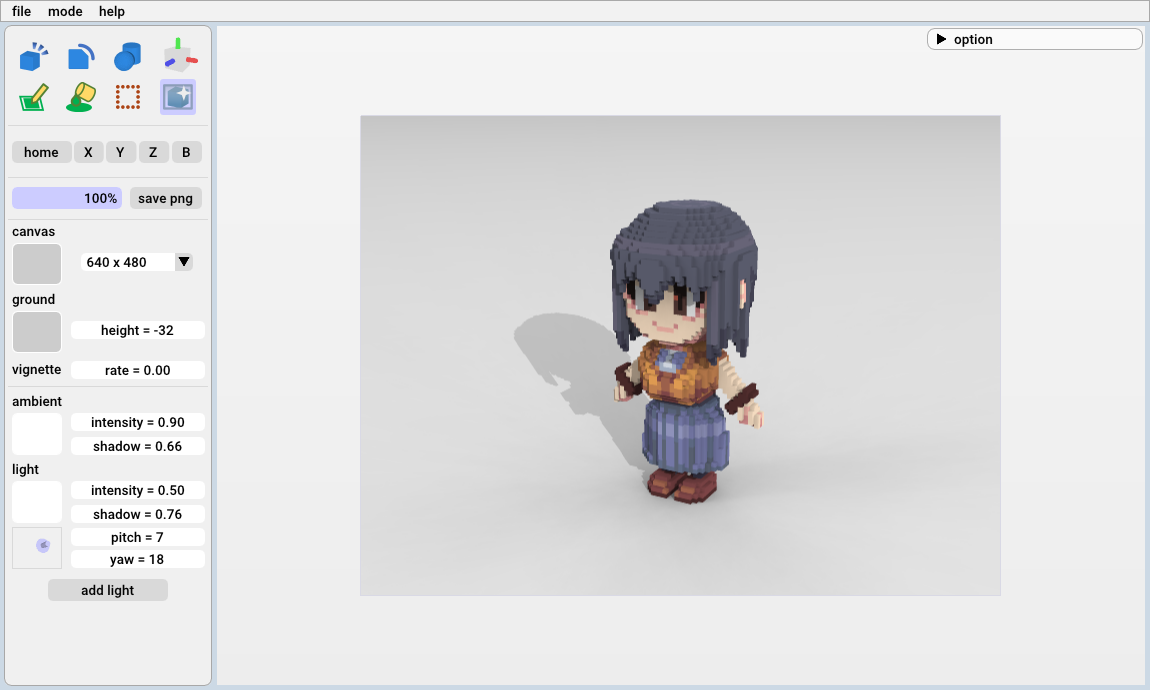 file mode help
option
home X Y Z B
100% save png
canvas
640 x 480
ground
height = -32
vignette rate = 0.00
ambient
intensity = 0.90
shadow = 0.66
light
intensity = 0.50
shadow = 0.76
pitch = 7
yaw = 18
add light